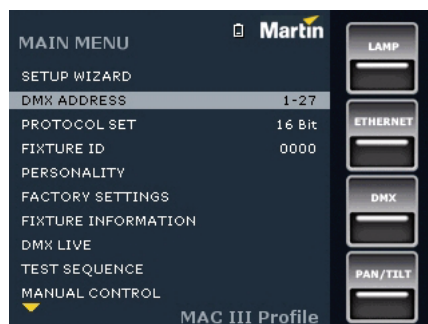 MAIN MENU
Martin
SETUP WIZARD
DMX ADDRESS 1-27
PROTOCOL SET 16 Bit
FIXTURE ID 0000
PERSONALITY
FACTORY SETTINGS
FIXTURE INFORMATION
DMX LIVE
TEST SEQUENCE
MANUAL CONTROL
MAC III Profile
LAMP
ETHERNET
DMX
PAN/TILT